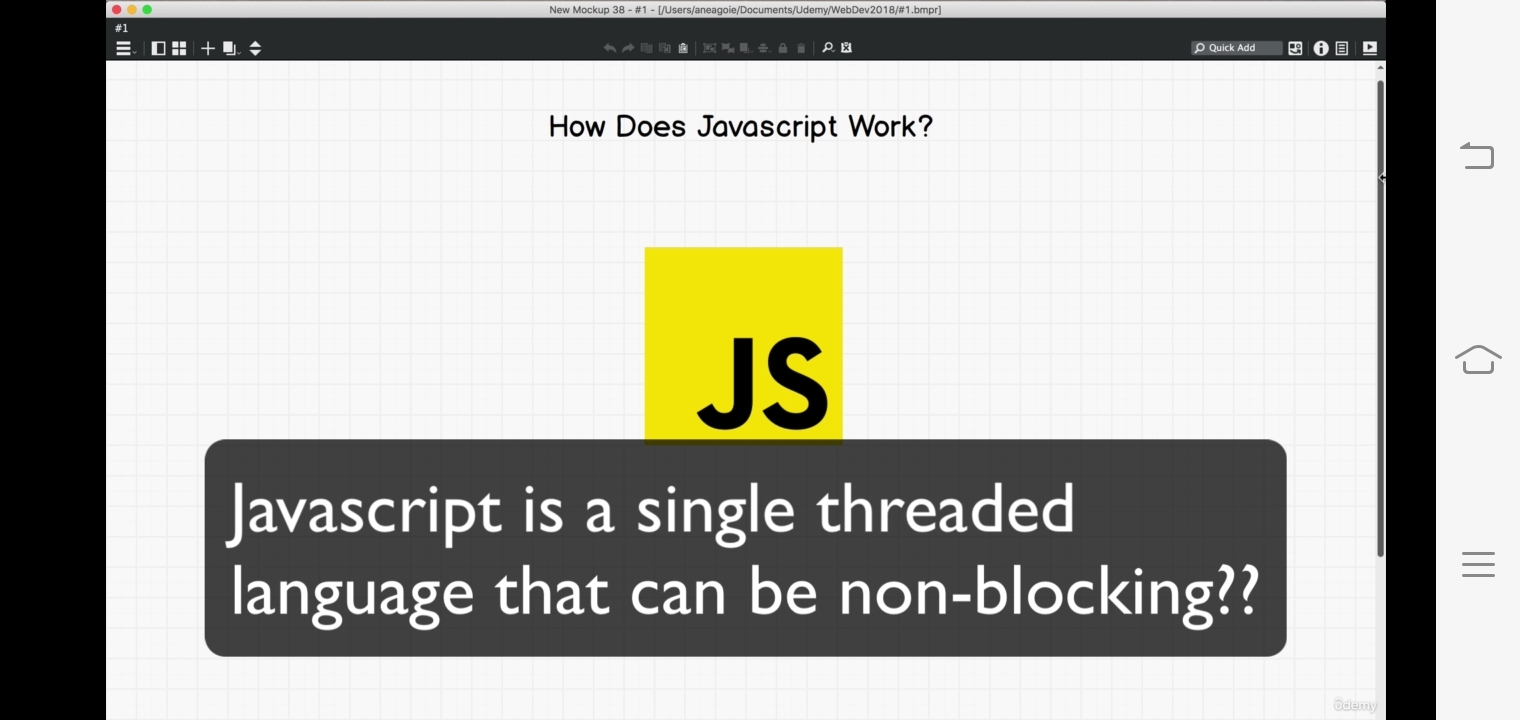 New Mockup 38 - #1 - [/Users/aneagoie/Documents/Udemy/WebDev2018/#1.bmpr]
#1
Quick Add
How Does Javascript Work?
JS
Javascript is a single threaded
language that can be non-blocking??
ûdemy